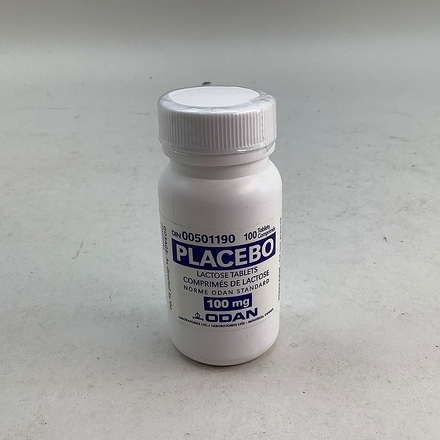 DIN 00501190 100 Tablets Comprimés
PLACEBO
LACTOSE TABLETS
COMPRIMÉS DE LACTOSE
NORME ODAN STANDARD
100 mg
ODAN